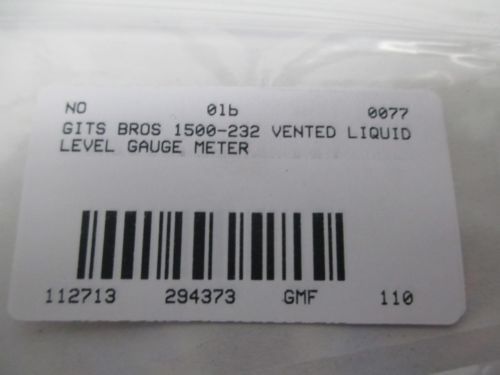 NO 01b 0077
GITS BROS 1500-232 VENTED LIQUID
LEVEL GAUGE METER
112713 294373 GMF 110